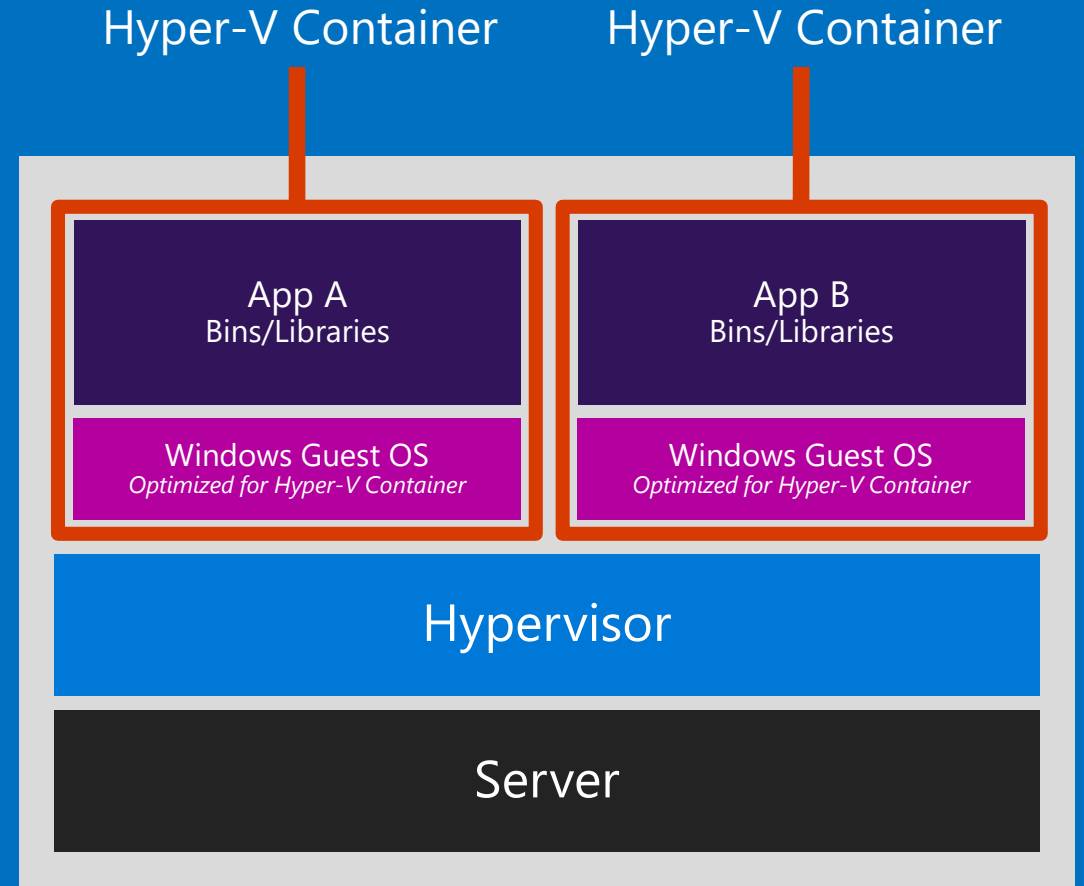 Hyper-V Container
Hyper-V Container
App A
Bins/Libraries
Windows Guest OS
Optimized for Hyper-V Container
App B
Bins/Libraries
Windows Guest OS
Optimized for Hyper-V Container
Hypervisor
Server